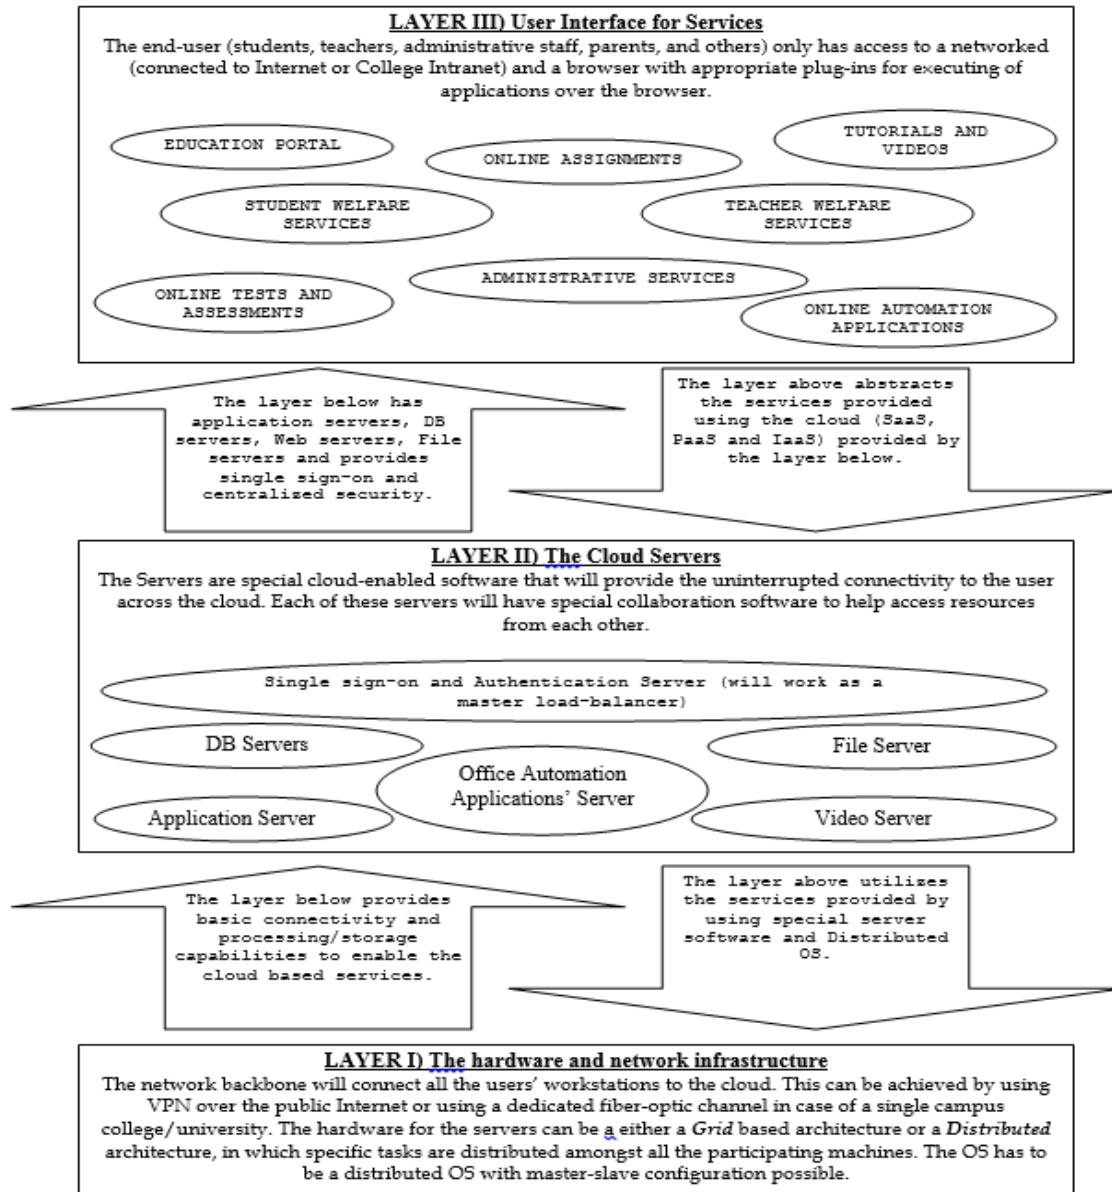 LAYER III) User Interface for Services
The end-user (students, teachers, administrative staff, parents, and others) only has access to a networked
(connected to Internet or College Intranet) and a browser with appropriate plug-ins for executing of
applications over the browser.
EDUCATION PORTAL
ONLINE ASSIGNMENTS
TUTORIALS AND
VIDEOS
STUDENT WELFARE
SERVICES
TEACHER WELFARE
SERVICES
ONLINE TESTS AND
ASSESSMENTS
ADMINISTRATIVE SERVICES
ONLINE AUTOMATION
APPLICATIONS
The layer below has
application servers, DB
servers, Web servers, File
servers and provides
single sign-on and
centralized security.
The layer above abstracts
the services provided
using the cloud (SaaS,
PaaS and IaaS) provided by
the layer below.
LAYER II) The Cloud Servers
The Servers are special cloud-enabled software that will provide the uninterrupted connectivity to the user
across the cloud. Each of these servers will have special collaboration software to help access resources
from each other.
Single sign-on and Authentication Server (will work as a
master load-balancer)
DB Servers
File Server
Office Automation
Applications’ Server
Application Server
Video Server
The layer below provides
basic connectivity and
processing/storage
capabilities to enable the
cloud based services.
The layer above utilizes
the services provided by
using special server
software and Distributed
OS.
LAYER I) The hardware and network infrastructure
The network backbone will connect all the users’ workstations to the cloud. This can be achieved by using
VPN over the public Internet or using a dedicated fiber-optic channel in case of a single campus
college/university. The hardware for the servers can be a either a Grid based architecture or a Distributed
architecture, in which specific tasks are distributed amongst all the participating machines. The OS has to
be a distributed OS with master-slave configuration possible.